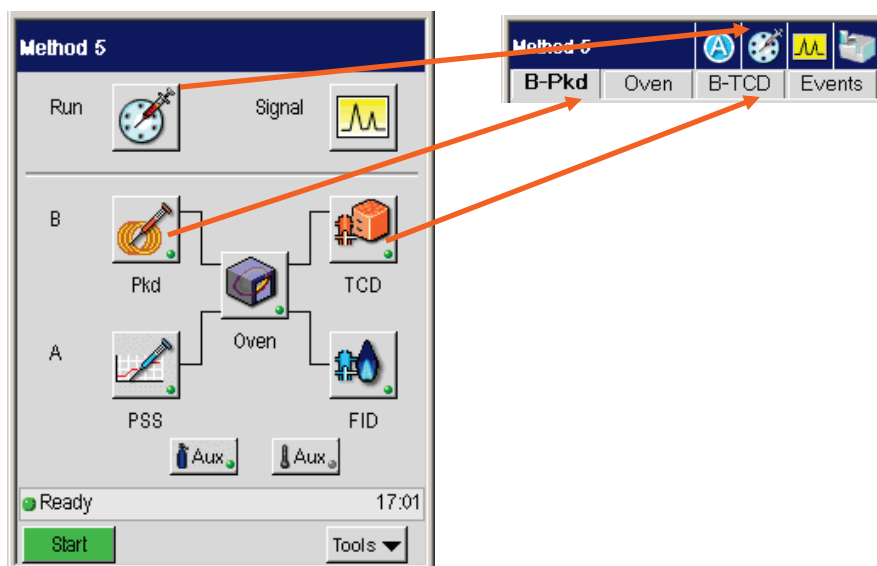 Method 5
Run Signal
B
Pkd TCD
Oven
A
PSS FID
Aux Aux
Ready 17:01
Start Tools
Method 5 A
B-Pkd Oven B-TCD Events